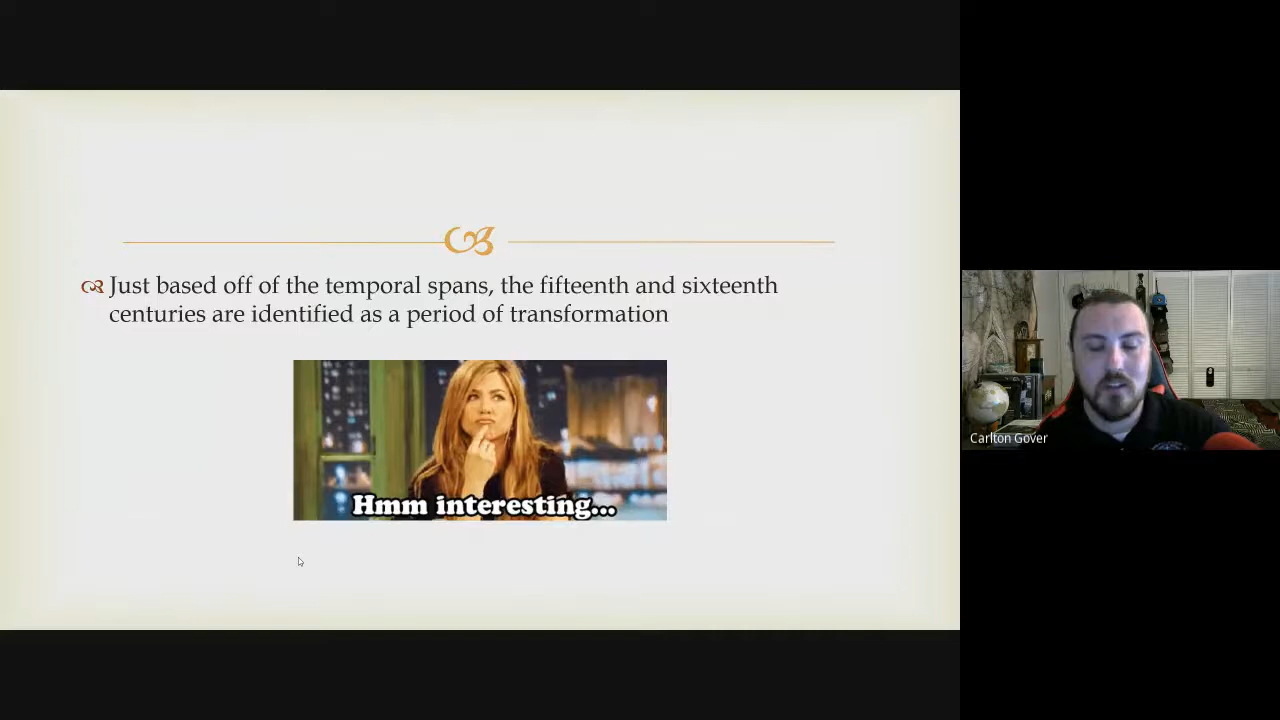 Just based off of the temporal spans, the fifteenth and sixteenth
centuries are identified as a period of transformation
Hmm interesting...
Carlton Gover